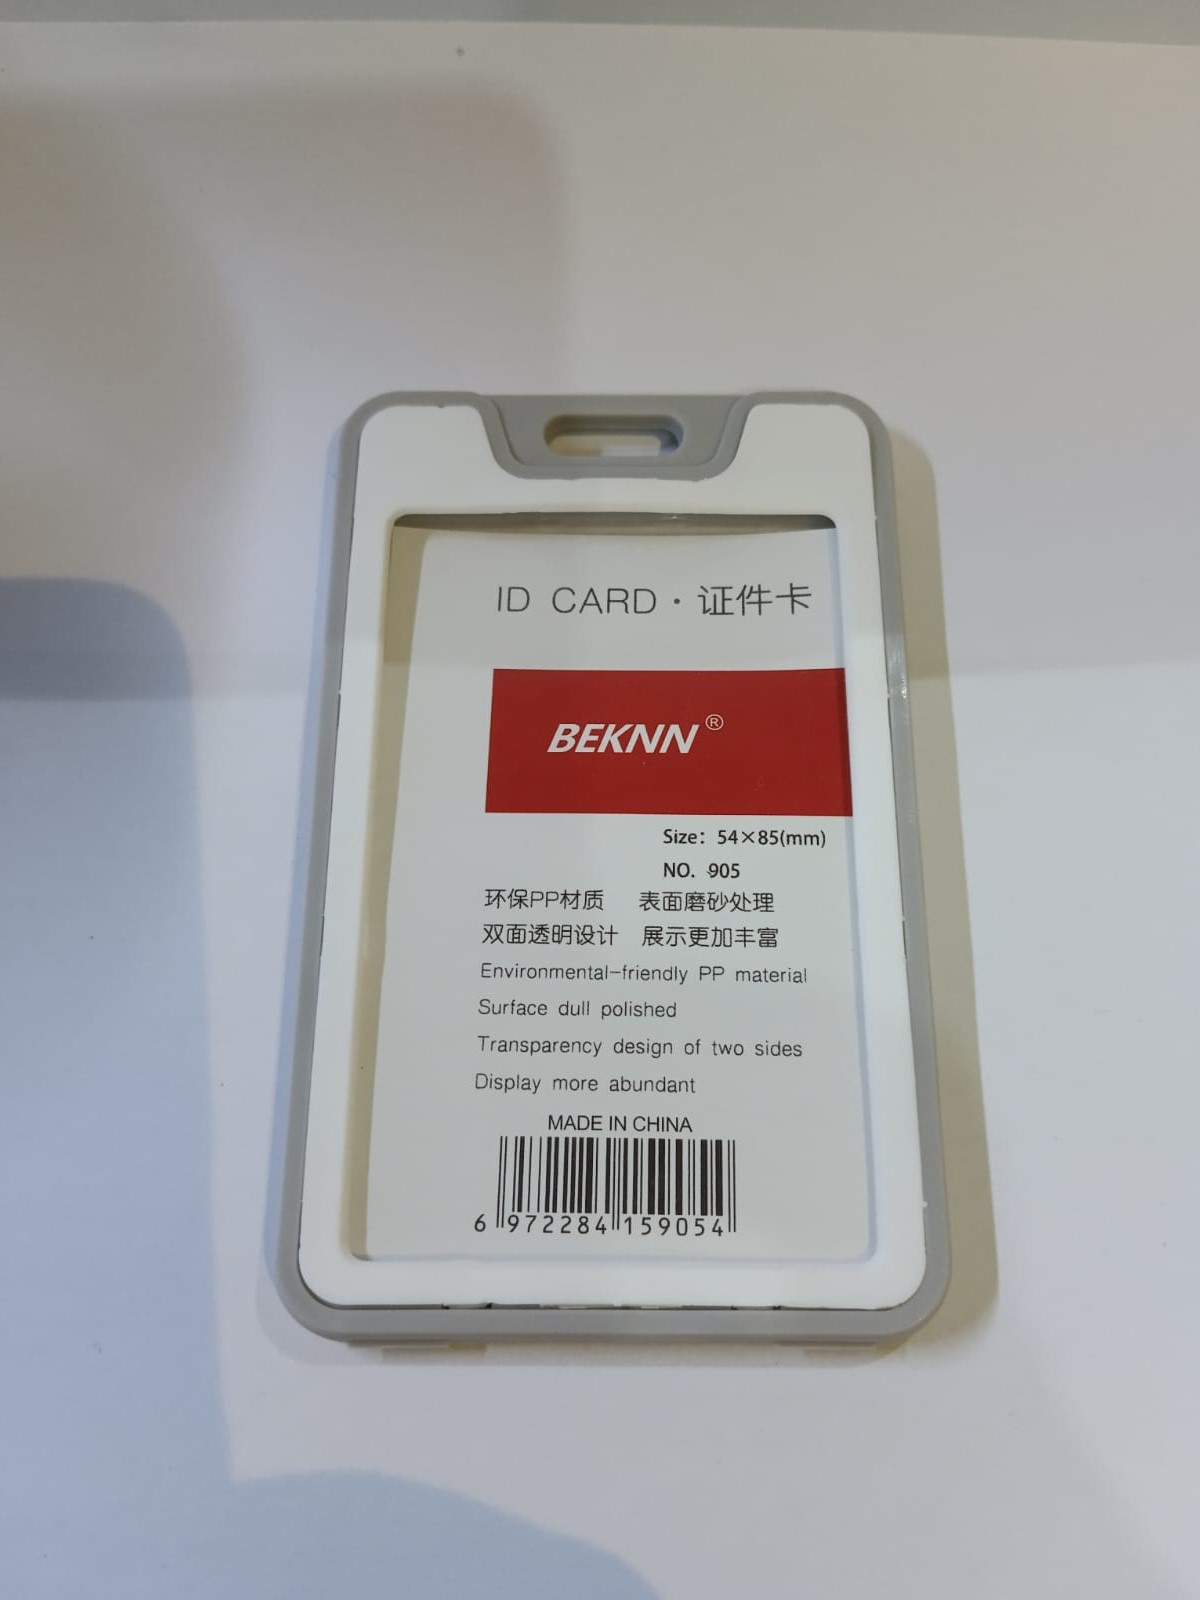 ID CARD · 证件卡
BEKNN®
Size: 54×85(mm)
NO. 905
环保PP材质 表面磨砂处理
双面透明设计 展示更加丰富
Environmental-friendly PP material
Surface dull polished
Transparency design of two sides
Display more abundant
MADE IN CHINA
6 972284 159054